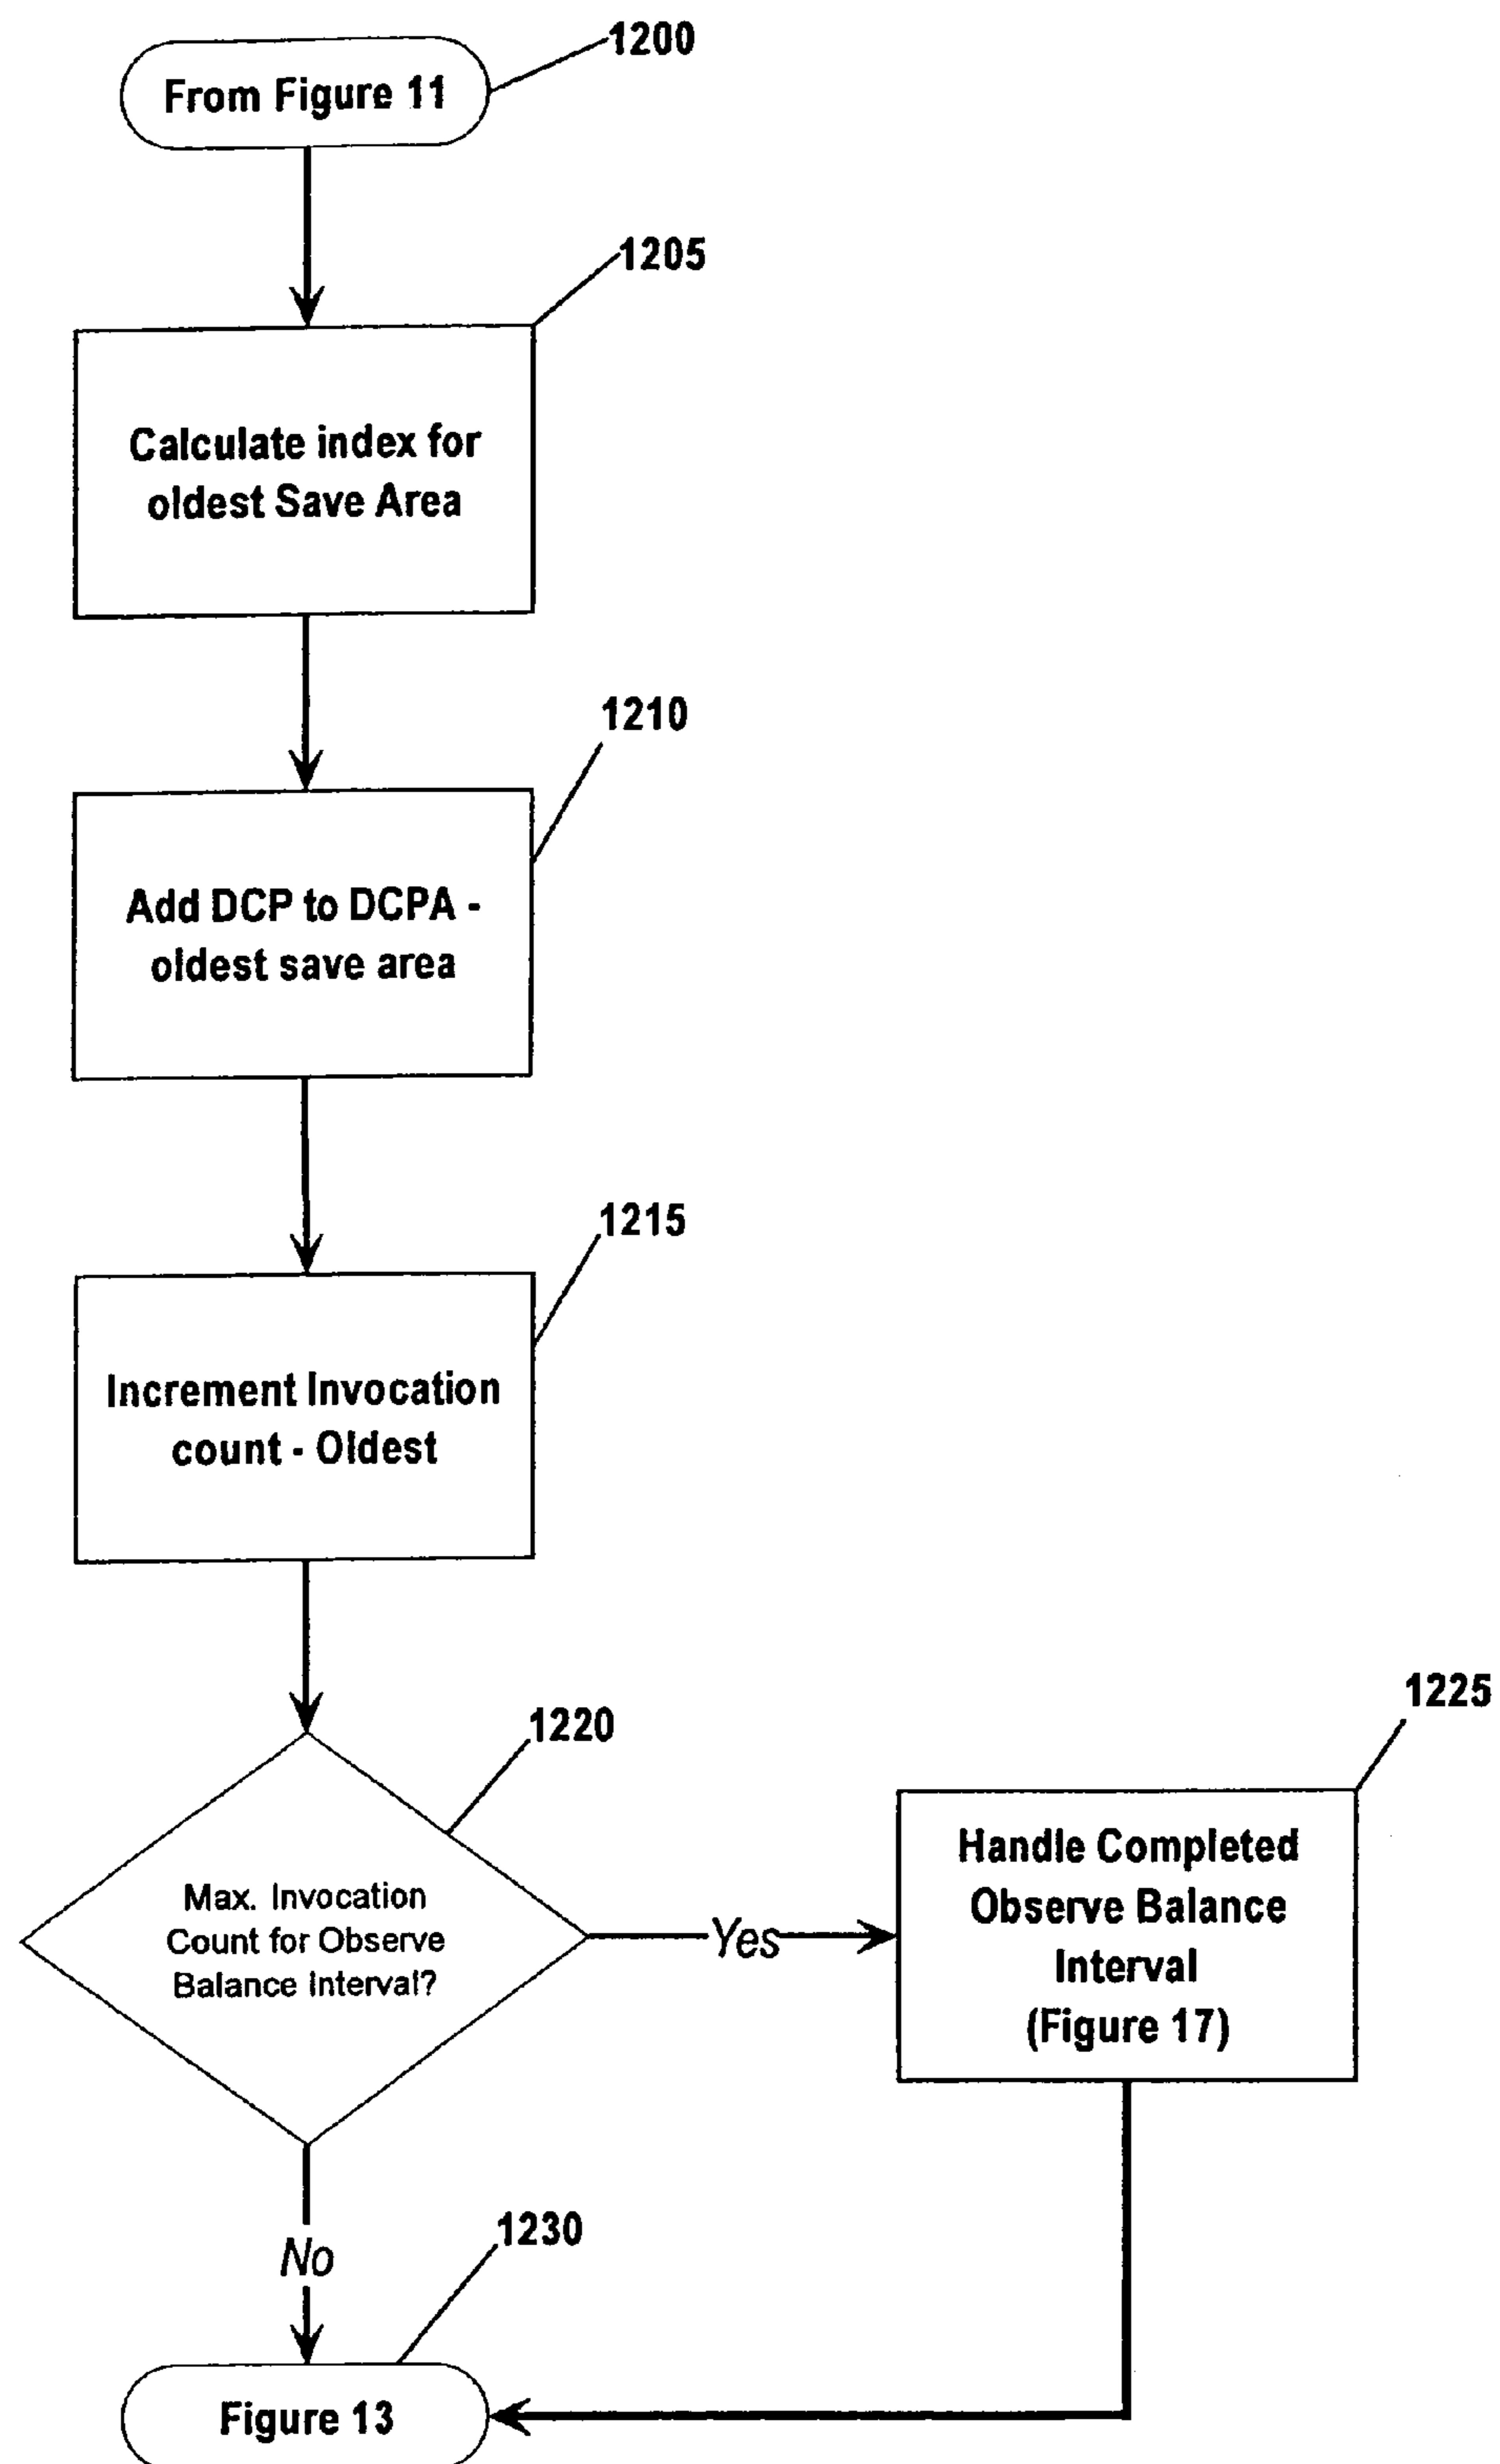 1200
From Figure 11
1205
Calculate index for
oldest Save Area
1210
Add DCP to DCPA -
oldest save area
1215
Increment Invocation
count - Oldest
1220
Max. Invocation
Count for Observe
Balance Interval?
Yes
1225
Handle Completed
Observe Balance
Interval
(Figure 17)
No
1230
Figure 13